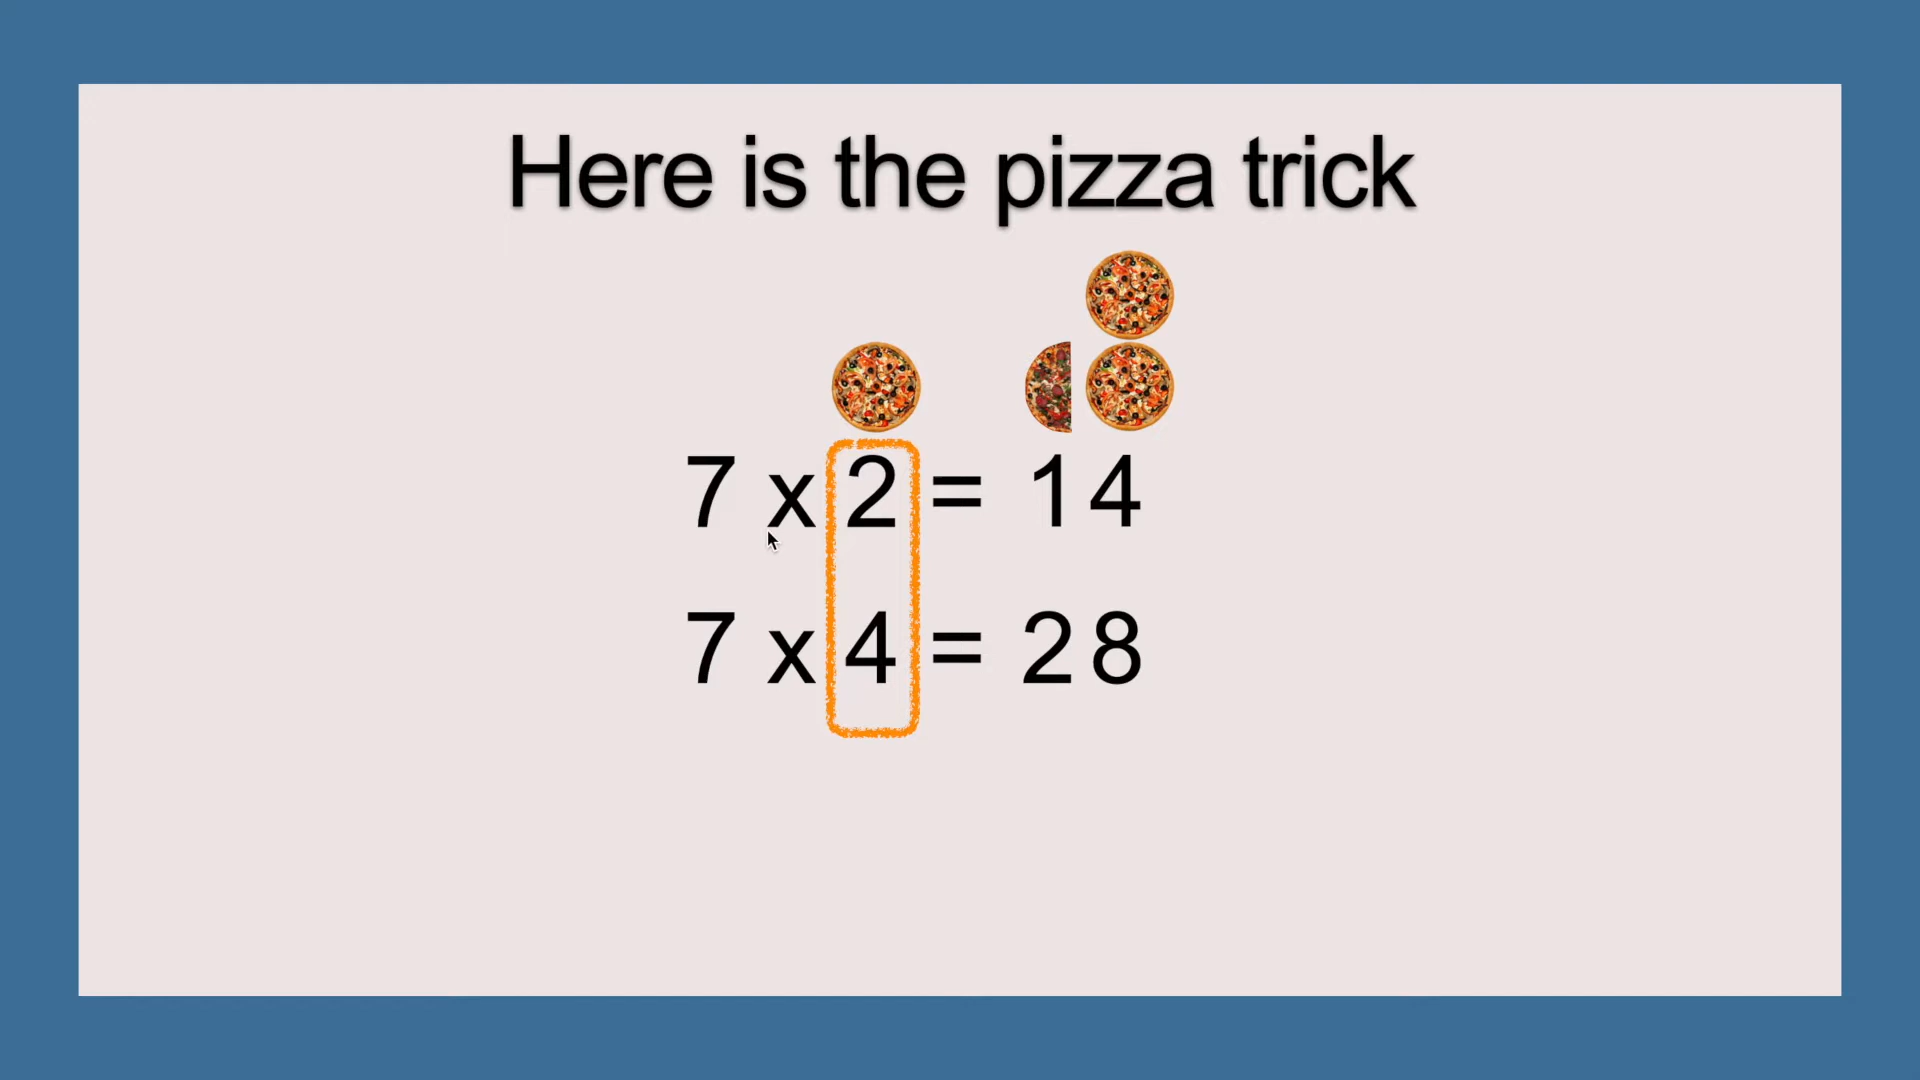 Here is the pizza trick
7 x 2 = 14
7 x 4 = 28